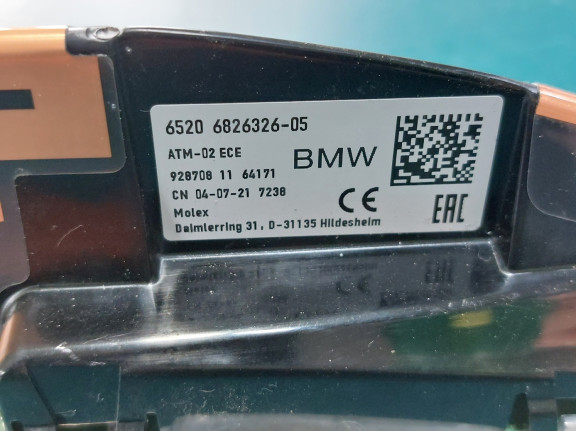 6520 6826326-05
ATM-02 ECE
BMW
928708 11 64171
CN 04-07-21 7238
Molex
Daimlerring 31, D-31135 Hildesheim
CE
EAC